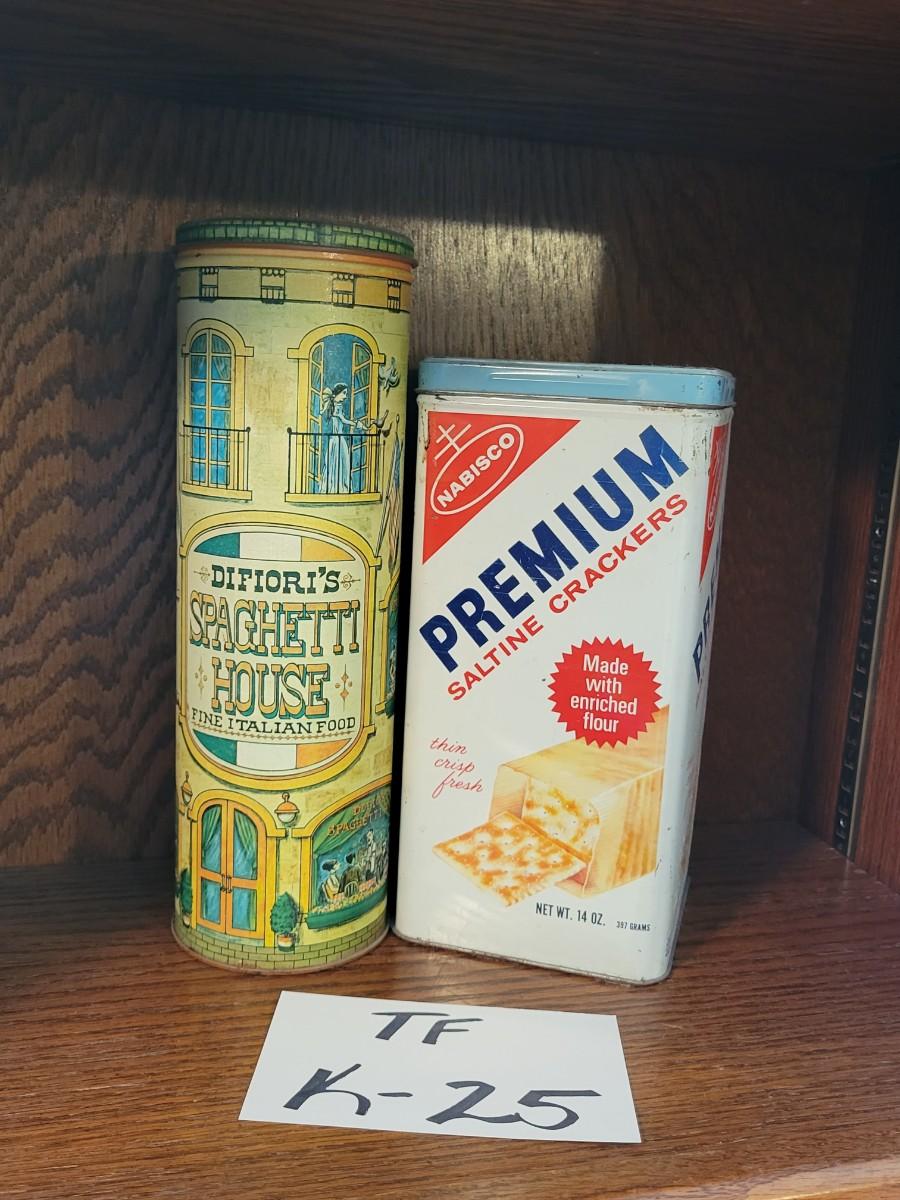 DIFIORI'S
SPAGHETTI
HOUSE
FINE ITALIAN FOOD
SPAGHETTI
NABISCO
PREMIUM
SALTINE CRACKERS
Made
with
enriched
flour
thin
crisp
fresh
NET WT. 14 OZ. 397 GRAMS
TF
K-25